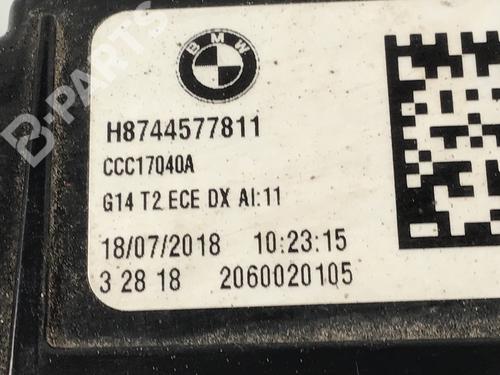 BMW
H8744577811
CCC17040A
G14 T2 ECE DX AI:11
18/07/2018 10:23:15
3 28 18 2060020105
B-PARTS